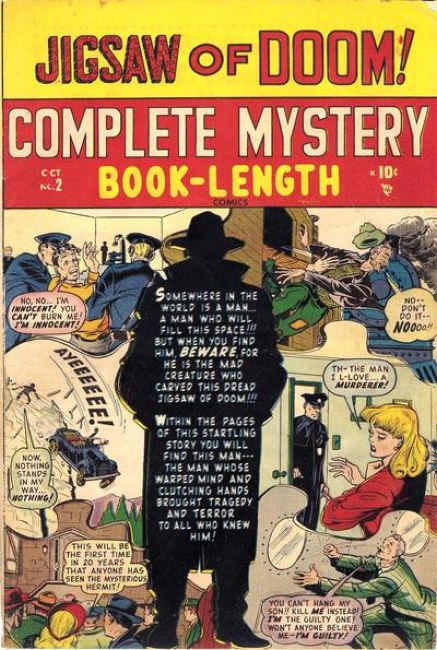 JIGSAW OF DOOM!
COMPLETE MYSTERY
OCT
NO. 2
BOOK-LENGTH
COMICS
K 10¢
NO, NO... I'M
INNOCENT! YOU
CAN'T BURN ME!
I'M INNOCENT!
NO--
DON'T
DO IT--
NOOO!!
SOMEWHERE IN THE
WORLD IS A MAN...
A MAN WHO WILL
FILL THIS SPACE!!!
BUT WHEN YOU FIND
HIM, BEWARE, FOR
HE IS THE MAD
CREATURE WHO
CARVED THIS DREAD
JIGSAW OF DOOM!!!
WITHIN THE PAGES
OF THIS STARTLING
STORY YOU WILL
FIND THIS MAN---
THE MAN WHOSE
WARPED MIND AND
CLUTCHING HANDS
BROUGHT TRAGEDY
AND TERROR
TO ALL WHO KNEW
HIM!
AYEEEEEE!
TH- THE MAN
I L-LOVE... A
MURDERER!
NOW,
NOTHING
STANDS
IN MY
WAY...
NOTHING!
THIS WILL BE
THE FIRST TIME
IN 20 YEARS
THAT ANYONE HAS
SEEN THE MYSTERIOUS
HERMIT!
YOU CAN'T HANG MY
SON!! KILL ME INSTEAD!
I'M THE GUILTY ONE!
WON'T ANYONE BELIEVE
ME--I'M GUILTY!